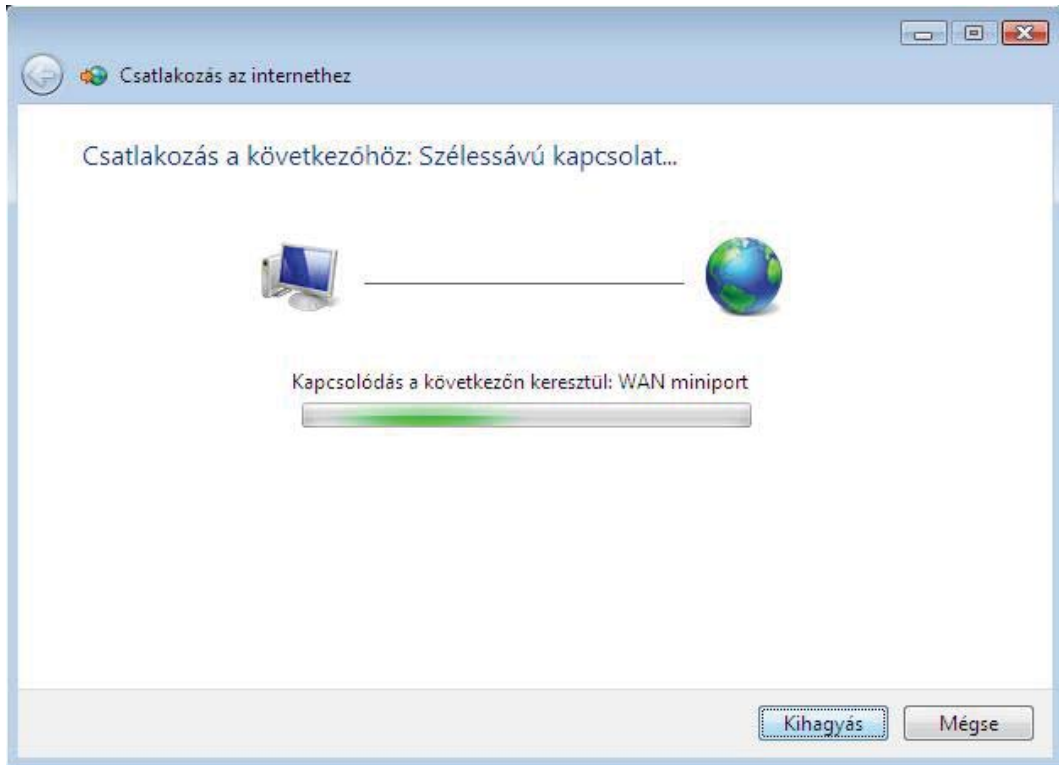 Csatlakozás az internethez
Csatlakozás a következőhöz: Szélessávú kapcsolat...
Kapcsolódás a következőn keresztül: WAN miniport
Kihagyás
Mégse